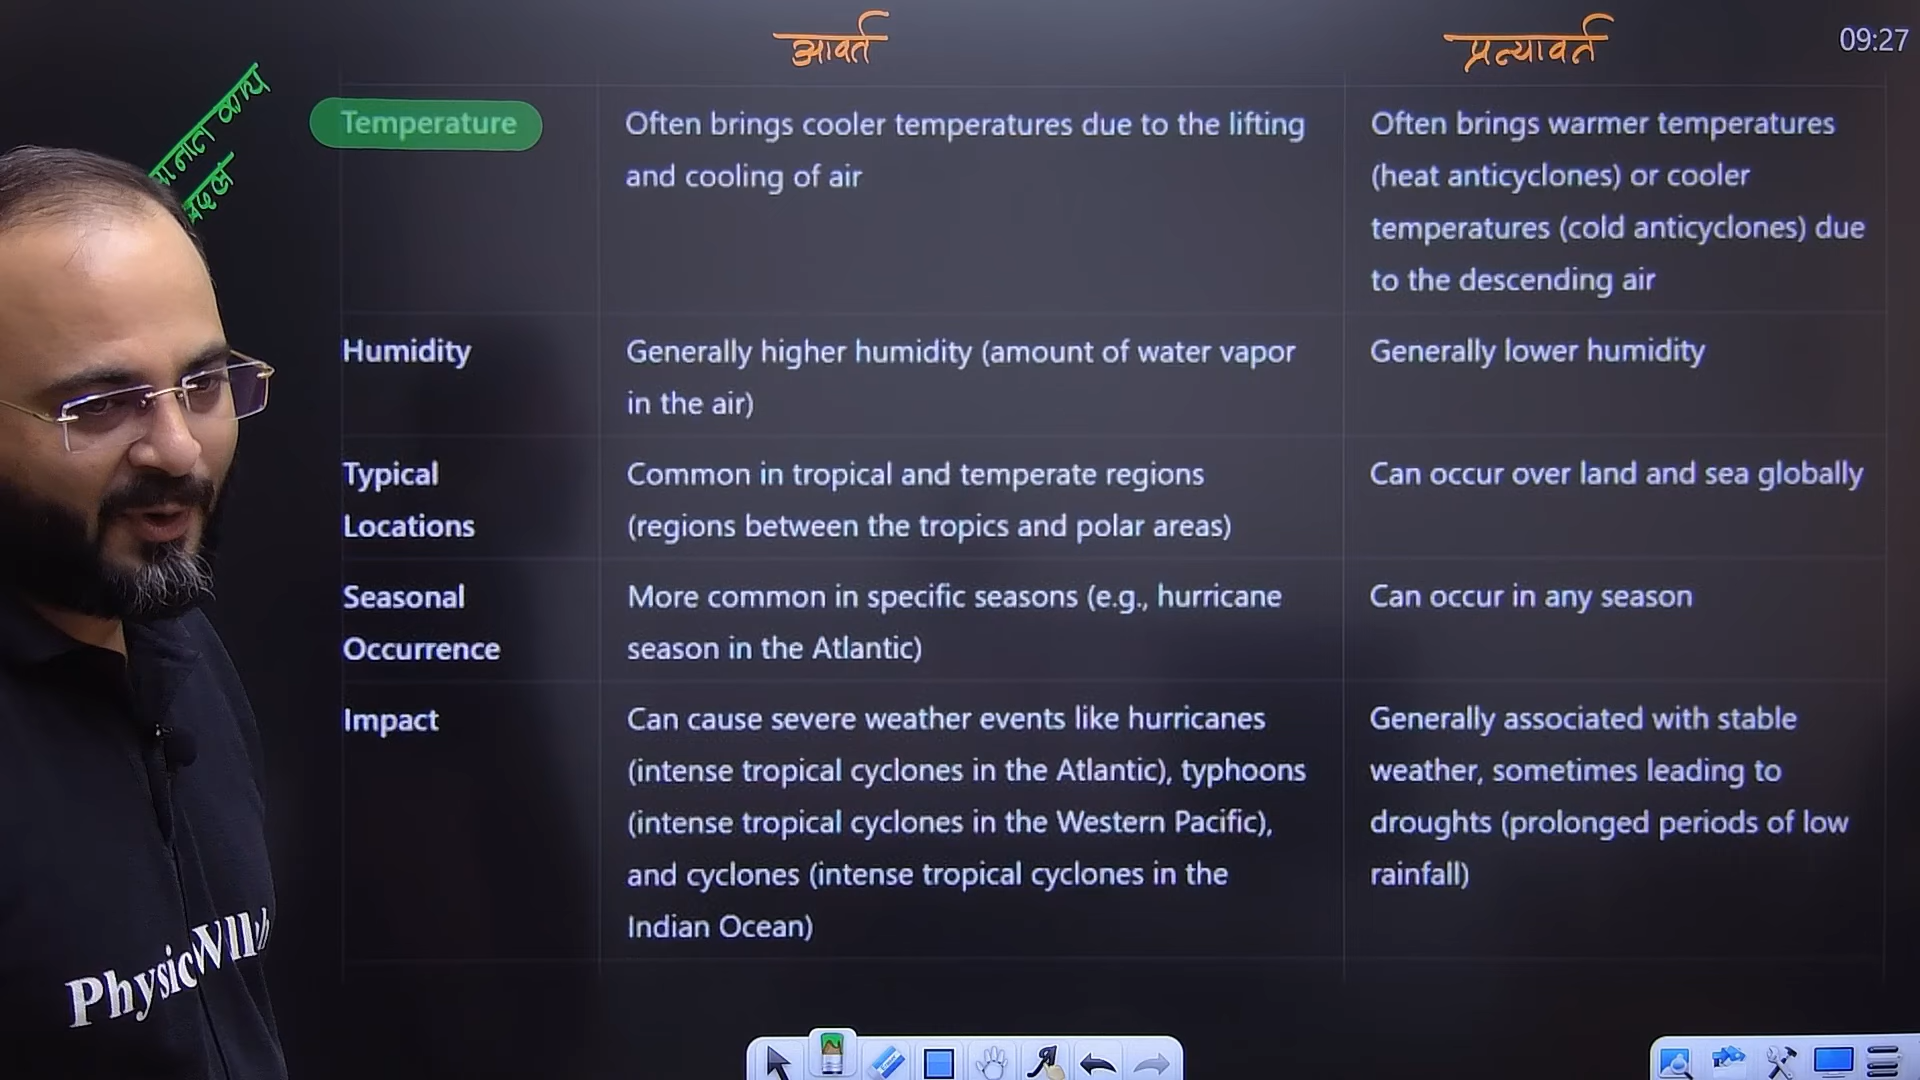 आवर्त
प्रत्यावर्त
09:27
Temperature
Often brings cooler temperatures due to the lifting
and cooling of air
Often brings warmer temperatures
(heat anticyclones) or cooler
temperatures (cold anticyclones) due
to the descending air
Humidity
Generally higher humidity (amount of water vapor
in the air)
Generally lower humidity
Typical
Locations
Common in tropical and temperate regions
(regions between the tropics and polar areas)
Can occur over land and sea globally
Seasonal
Occurrence
More common in specific seasons (e.g., hurricane
season in the Atlantic)
Can occur in any season
Impact
Can cause severe weather events like hurricanes
(intense tropical cyclones in the Atlantic), typhoons
(intense tropical cyclones in the Western Pacific),
and cyclones (intense tropical cyclones in the
Indian Ocean)
Generally associated with stable
weather, sometimes leading to
droughts (prolonged periods of low
rainfall)